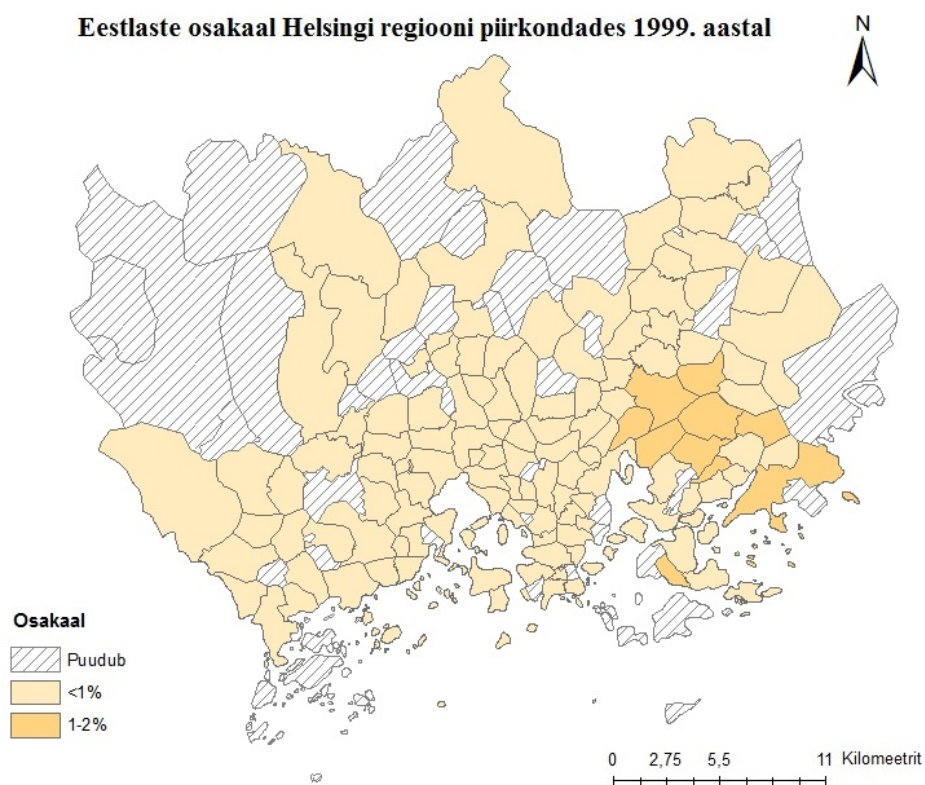 Eestlaste osakaal Helsingi regiooni piirkondades 1999. aastal
N
Osakaal
Puudub
<1%
1-2%
0 2,75 5,5 11 Kilomeetrit